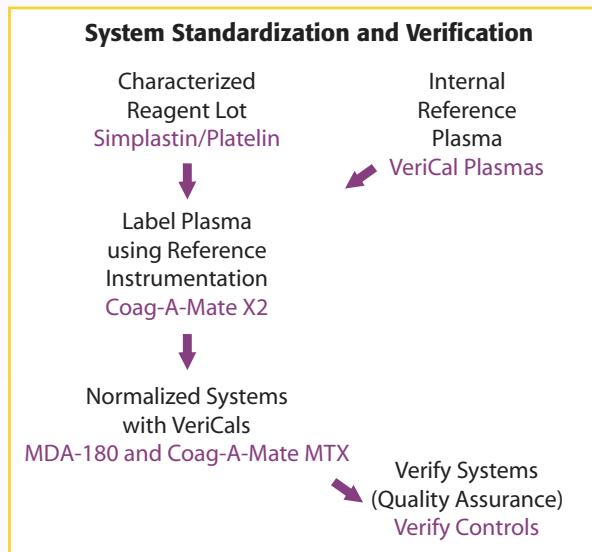 System Standardization and Verification
Characterized
Reagent Lot
Simplastin/Platelin
Internal
Reference
Plasma
VeriCal Plasmas
Label Plasma
using Reference
Instrumentation
Coag-A-Mate X2
Normalized Systems
with VeriCals
MDA-180 and Coag-A-Mate MTX
Verify Systems
(Quality Assurance)
Verify Controls